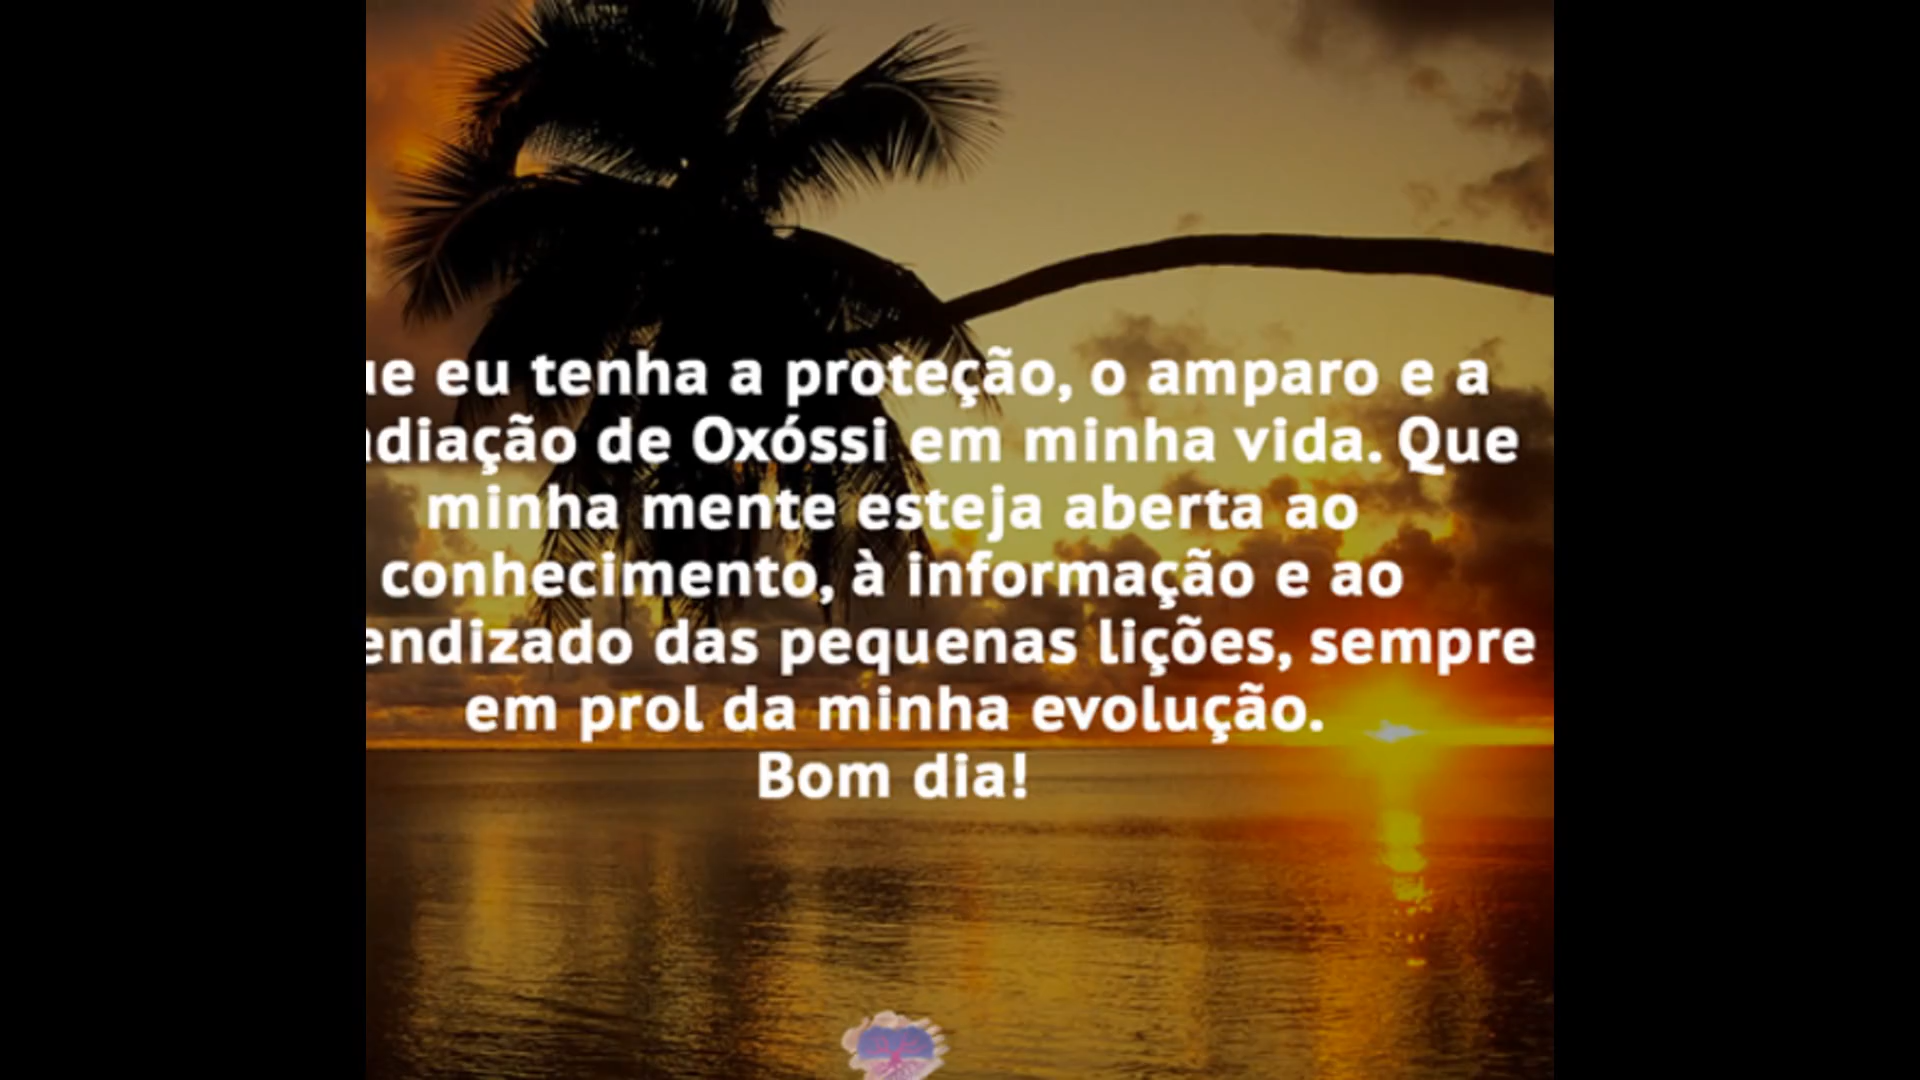 ue eu tenha a proteção, o amparo e a
adiação de Oxóssi em minha vida. Que
minha mente esteja aberta ao
conhecimento, à informação e ao
endizado das pequenas lições, sempre
em prol da minha evolução.
Bom dia!